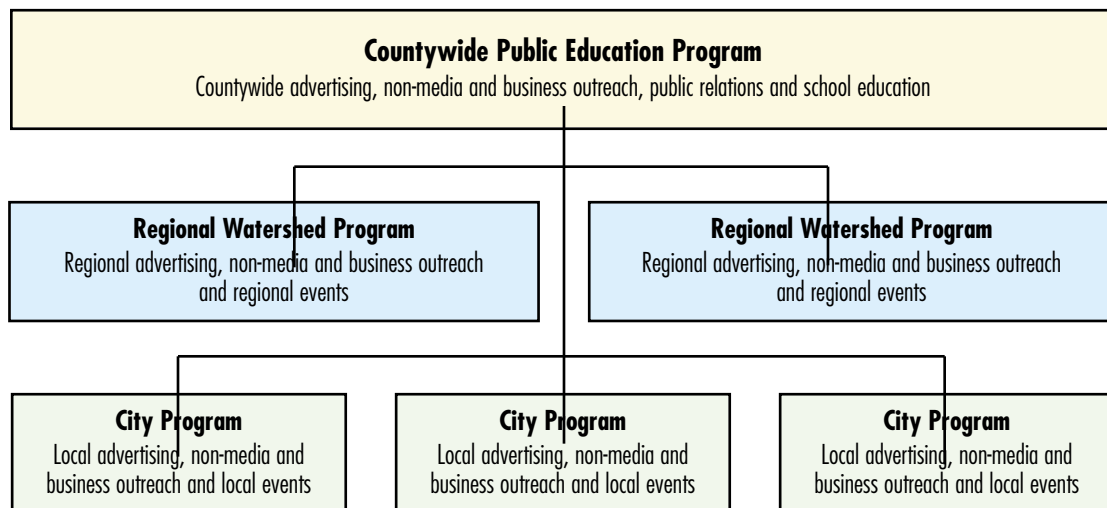 Countywide Public Education Program
Countywide advertising, non-media and business outreach, public relations and school education
Regional Watershed Program
Regional advertising, non-media and business outreach
and regional events
Regional Watershed Program
Regional advertising, non-media and business outreach
and regional events
City Program
Local advertising, non-media and
business outreach and local events
City Program
Local advertising, non-media and
business outreach and local events
City Program
Local advertising, non-media and
business outreach and local events